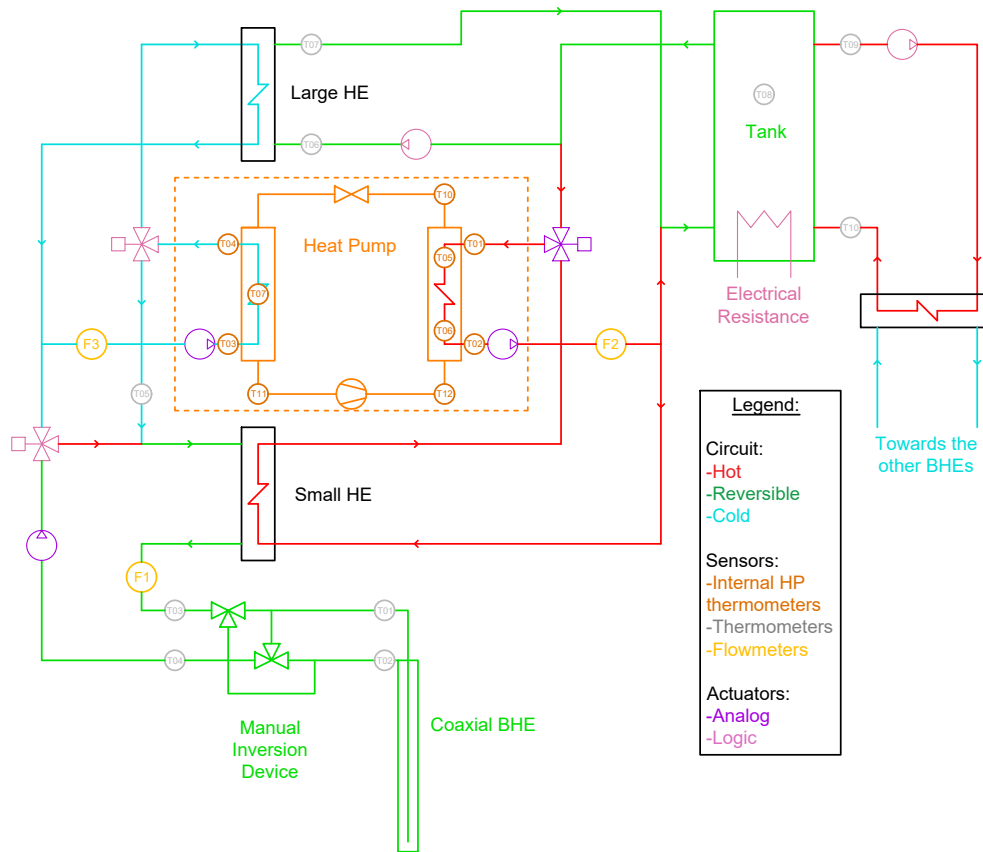 T07
T09
Large HE
T08
Tank
T06
T10
T04
Heat Pump
T01
T05
T10
T07
Electrical
Resistance
T06
F3
T03
T02
F2
T05
T11
T12
Legend:
Circuit:
-Hot
-Reversible
-Cold
Towards the
other BHEs
Small HE
Sensors:
-Internal HP
thermometers
-Thermometers
-Flowmeters
F1
T03
T01
T04
T02
Actuators:
-Analog
-Logic
Manual
Inversion
Device
Coaxial BHE